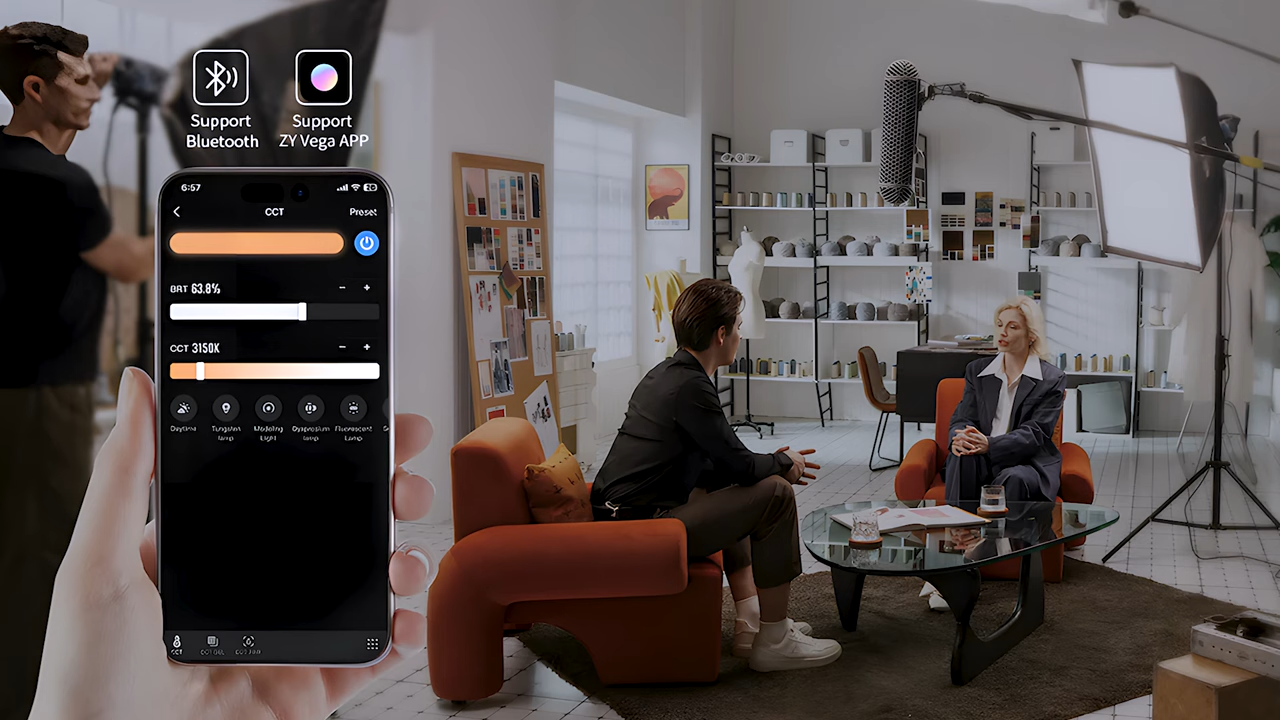 Support
Bluetooth
Support
ZY Vega APP
6:57
CCT
Preset
BRT 63.8%
CCT 3150K
Daytime
Tungsten
lamp
Modeling
Light
Dysprosium
lamp
Fluorescent
Lamp
CCT